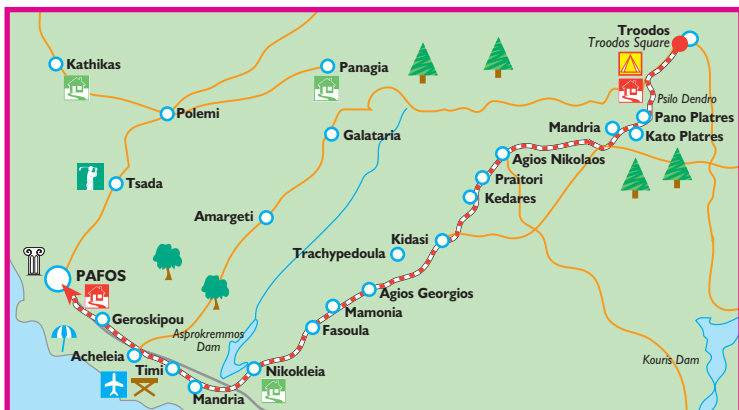 Troodos
Troodos Square
Kathikas
Panagia
Psilo Dendro
Polemi
Pano Platres
Mandria
Kato Platres
Galataria
Agios Nikolaos
Praitori
Tsada
Kedares
Amargeti
Kidasi
Trachypedoula
PAFOS
Agios Georgios
Mamonia
Geroskipou
Fasoula
Asprokremmos
Dam
Acheleia
Kouris Dam
Timi
Nikokleia
Mandria